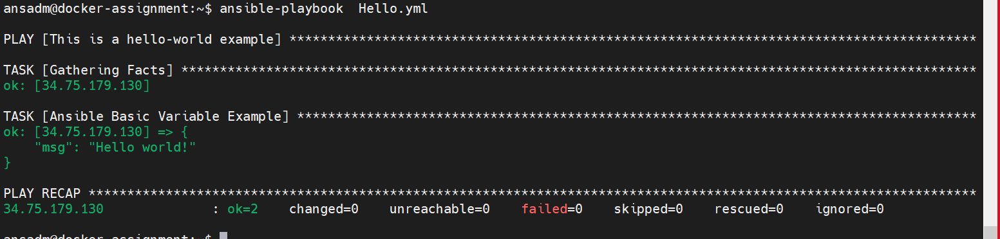 ansadm@docker-assignment:~$ ansible-playbook  Hello.yml
PLAY [This is a hello-world example] *****************************************************************************************
TASK [Gathering Facts] *******************************************************************************************************
ok: [34.75.179.130]
TASK [Ansible Basic Variable Example] ****************************************************************************************
ok: [34.75.179.130] => {
    "msg": "Hello world!"
}
PLAY RECAP *******************************************************************************************************************
34.75.179.130              : ok=2    changed=0    unreachable=0    failed=0    skipped=0    rescued=0    ignored=0
ansadm@docker-assignment:~$